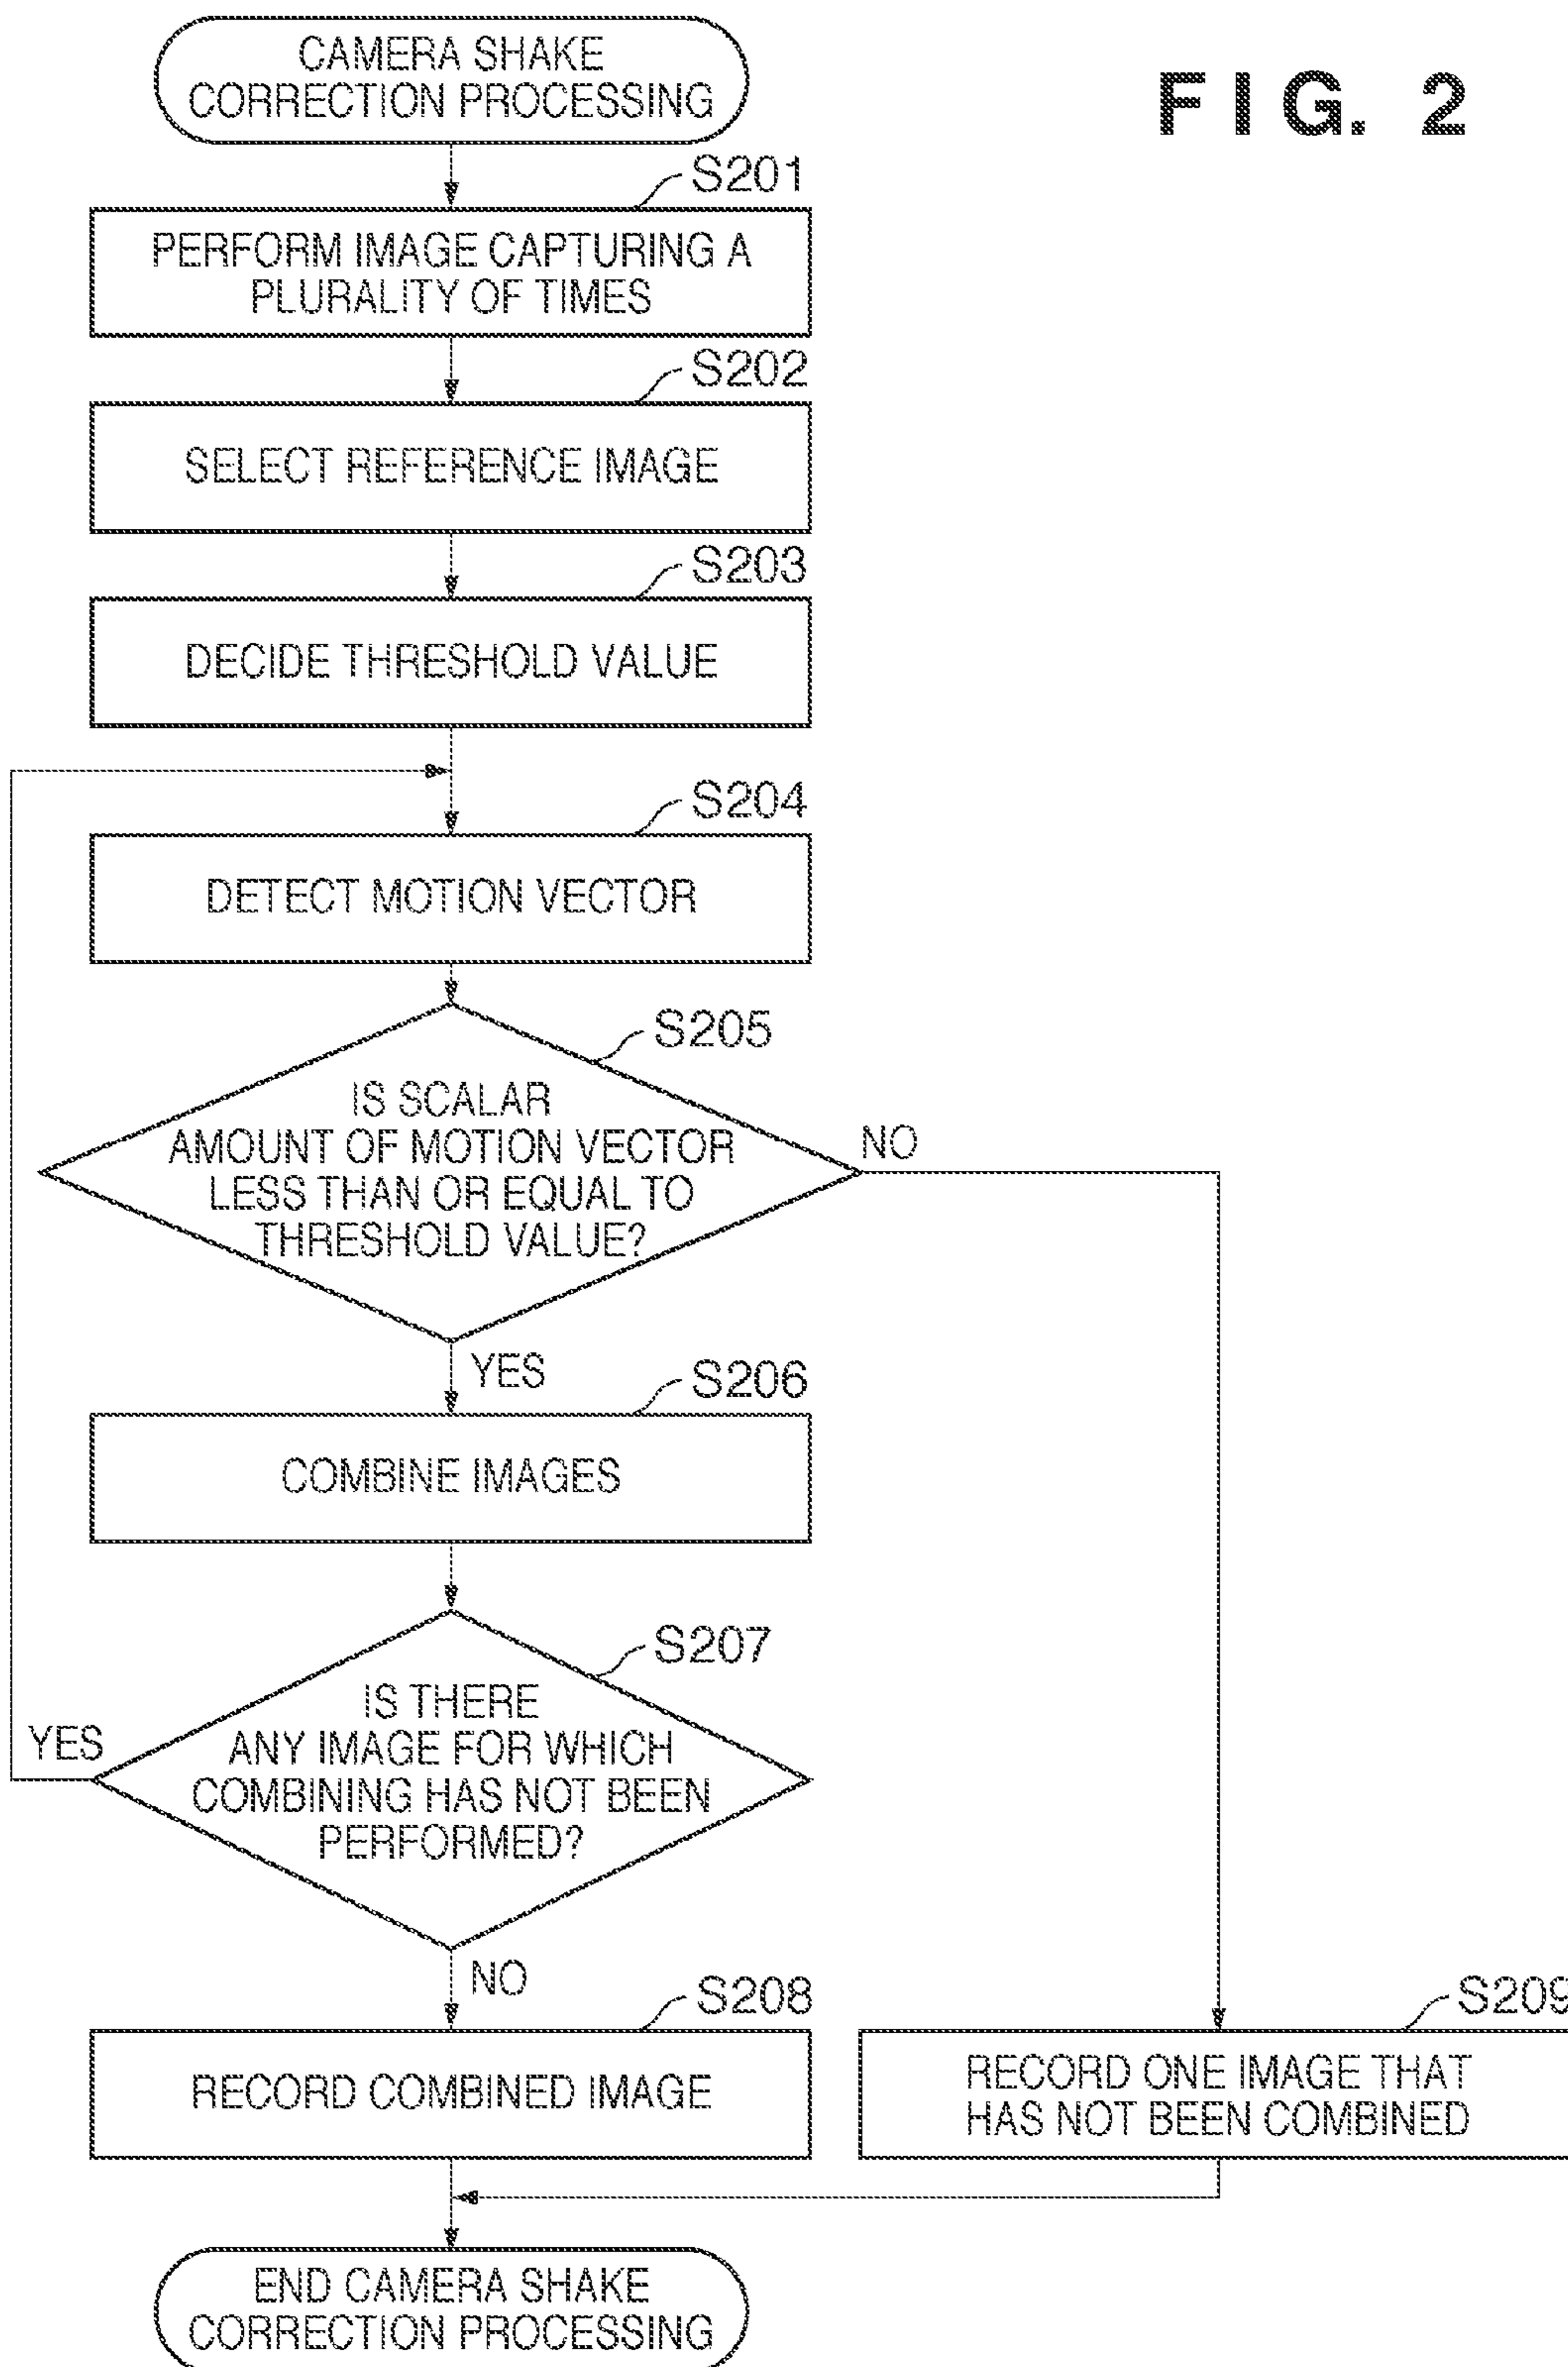 FIG. 2
CAMERA SHAKE
CORRECTION PROCESSING
S201
PERFORM IMAGE CAPTURING A
PLURALITY OF TIMES
S202
SELECT REFERENCE IMAGE
S203
DECIDE THRESHOLD VALUE
S204
DETECT MOTION VECTOR
S205
IS SCALAR
AMOUNT OF MOTION VECTOR
LESS THAN OR EQUAL TO
THRESHOLD VALUE?
NO
YES
S206
COMBINE IMAGES
S207
IS THERE
ANY IMAGE FOR WHICH
COMBINING HAS NOT BEEN
PERFORMED?
YES
NO
S208
RECORD COMBINED IMAGE
S209
RECORD ONE IMAGE THAT
HAS NOT BEEN COMBINED
END CAMERA SHAKE
CORRECTION PROCESSING